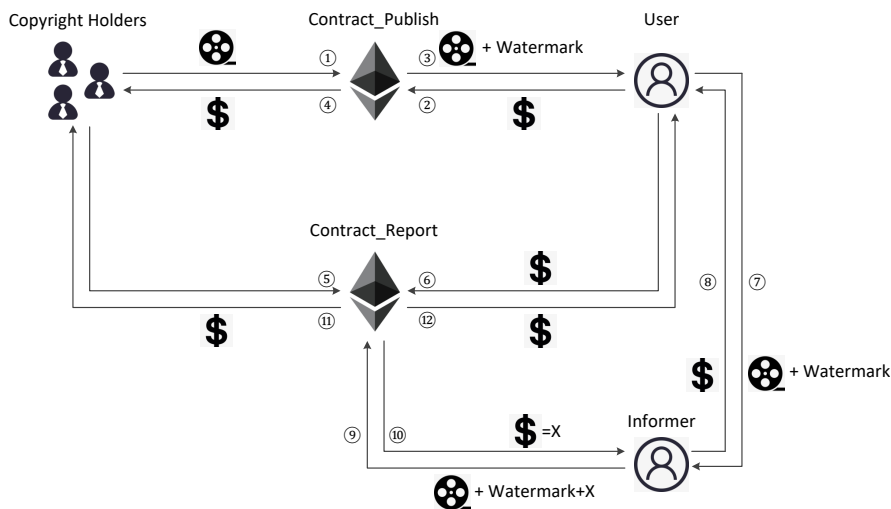 Copyright Holders
Contract_Publish
User
① ③ + Watermark
④ ②
$ $
Contract_Report
⑤ ⑥ $
⑧ ⑦
⑪ ⑫
$ $
$ + Watermark
Informer
⑨ ⑩ $ =X
+ Watermark+X